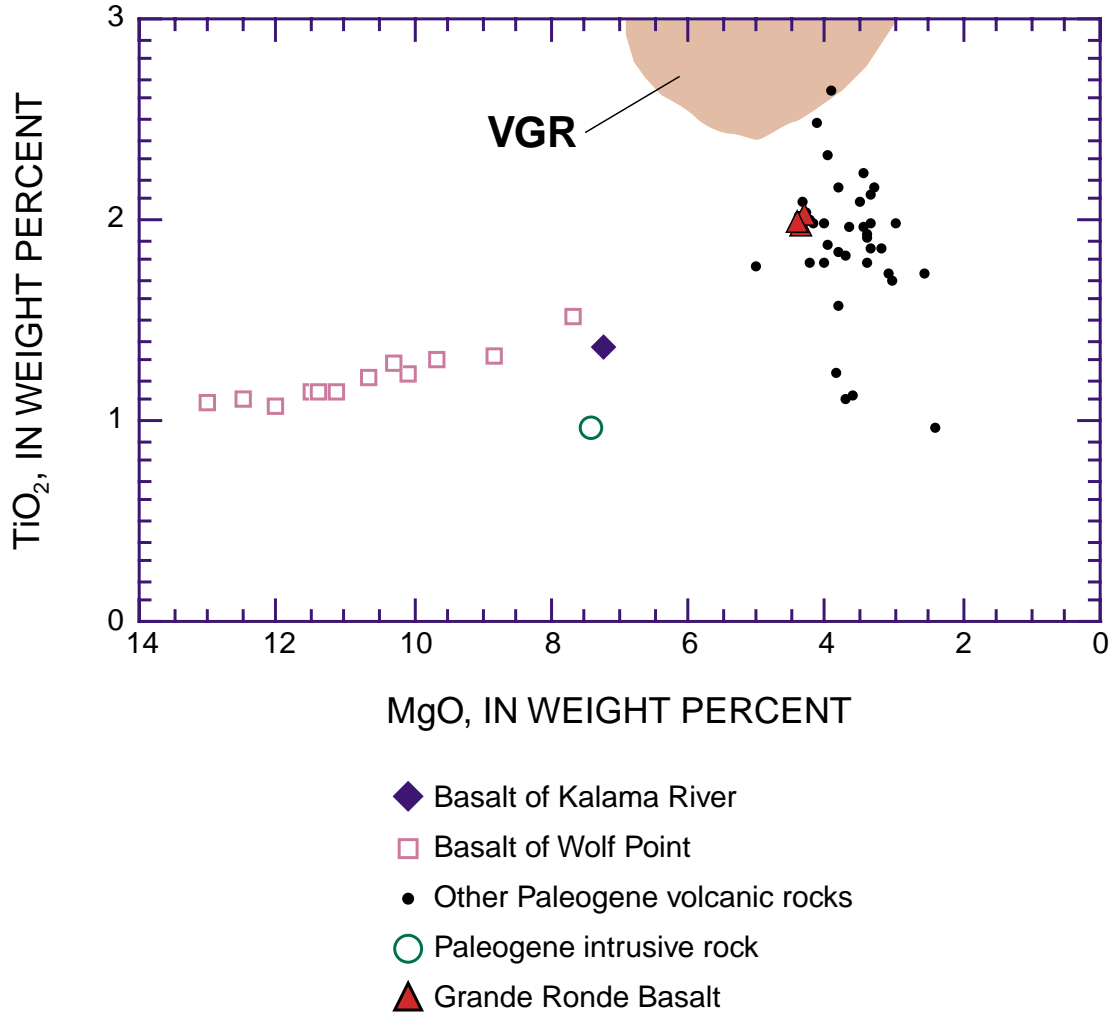 3
2
1
0
TiO2, IN WEIGHT PERCENT
VGR
14 12 10 8 6 4 2 0
MgO, IN WEIGHT PERCENT
Basalt of Kalama River
Basalt of Wolf Point
Other Paleogene volcanic rocks
Paleogene intrusive rock
Grande Ronde Basalt